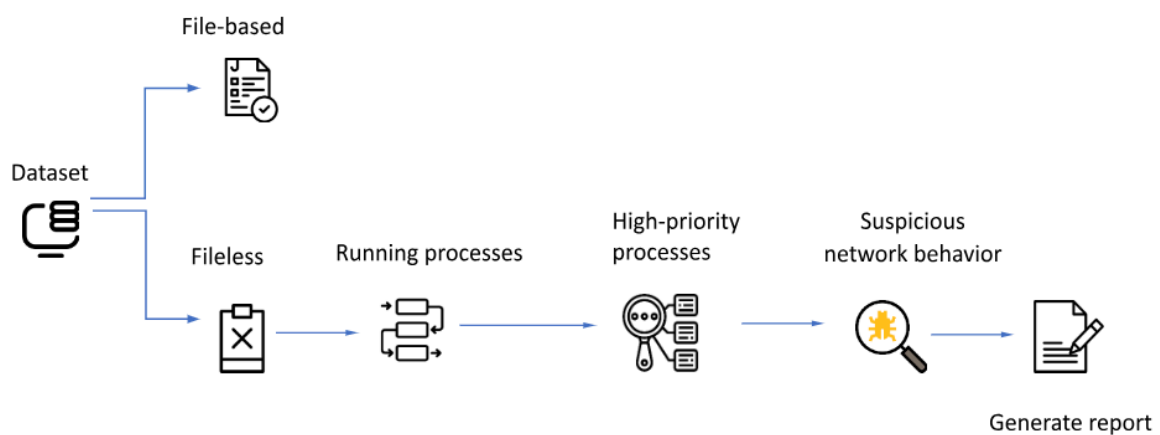 File-based
Dataset
Fileless
Running processes
High-priority
processes
Suspicious
network behavior
Generate report